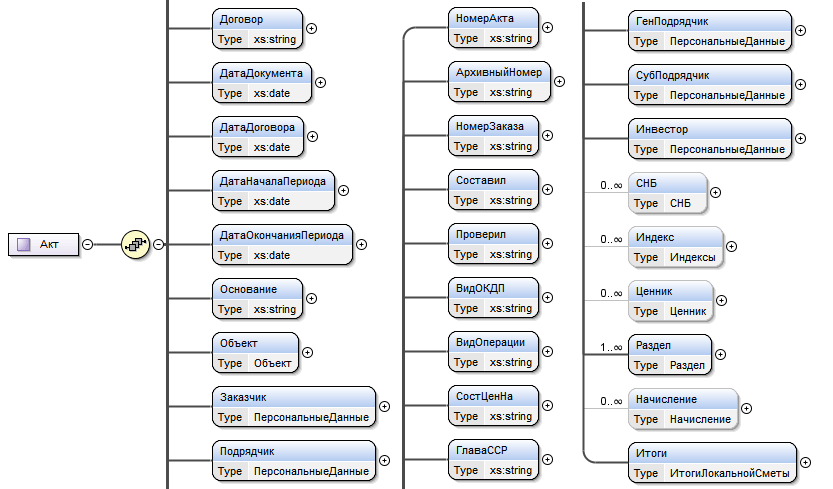 Акт
Договор
Type xs:string
ДатаДокумента
Type xs:date
ДатаДоговора
Type xs:date
ДатаНачалаПериода
Type xs:date
ДатаОкончанияПериода
Type xs:date
Основание
Type xs:string
Объект
Type Объект
Заказчик
Type ПерсональныеДанные
Подрядчик
Type ПерсональныеДанные
НомерАкта
Type xs:string
АрхивныйНомер
Type xs:string
НомерЗаказа
Type xs:string
Составил
Type xs:string
Проверил
Type xs:string
ВидОКДП
Type xs:string
ВидОперации
Type xs:string
СостЦенНа
Type xs:string
ГлаваССР
Type xs:string
ГенПодрядчик
Type ПерсональныеДанные
СубПодрядчик
Type ПерсональныеДанные
Инвестор
Type ПерсональныеДанные
0..∞ СНБ
Type СНБ
0..∞ Индекс
Type Индексы
0..∞ Ценник
Type Ценник
1..∞ Раздел
Type Раздел
0..∞ Начисление
Type Начисление
Итоги
Type ИтогиЛокальнойСметы